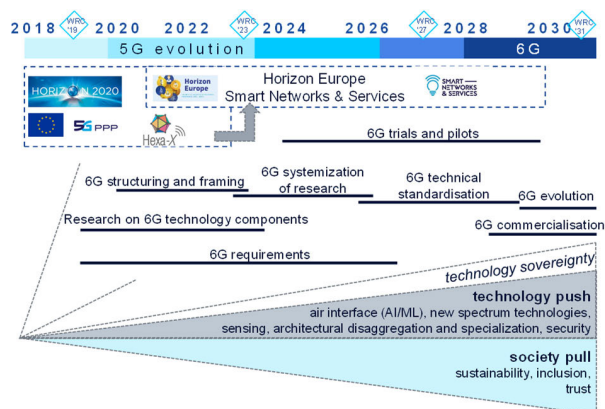 WRC '19
WRC '23
WRC '27
WRC '31
2018 2020 2022 2024 2026 2028 2030
5G evolution
6G
HORIZON 2020
5G PPP
Hexa-X
Horizon Europe
Horizon Europe
Smart Networks & Services
SMART
NETWORKS
& SERVICES
6G trials and pilots
6G structuring and framing
6G systemization
of research
6G technical
standardisation
6G evolution
Research on 6G technology components
6G commercialisation
6G requirements
technology sovereignty
technology push
air interface (AI/ML), new spectrum technologies,
sensing, architectural disaggregation and specialization, security
society pull
sustainability, inclusion,
trust